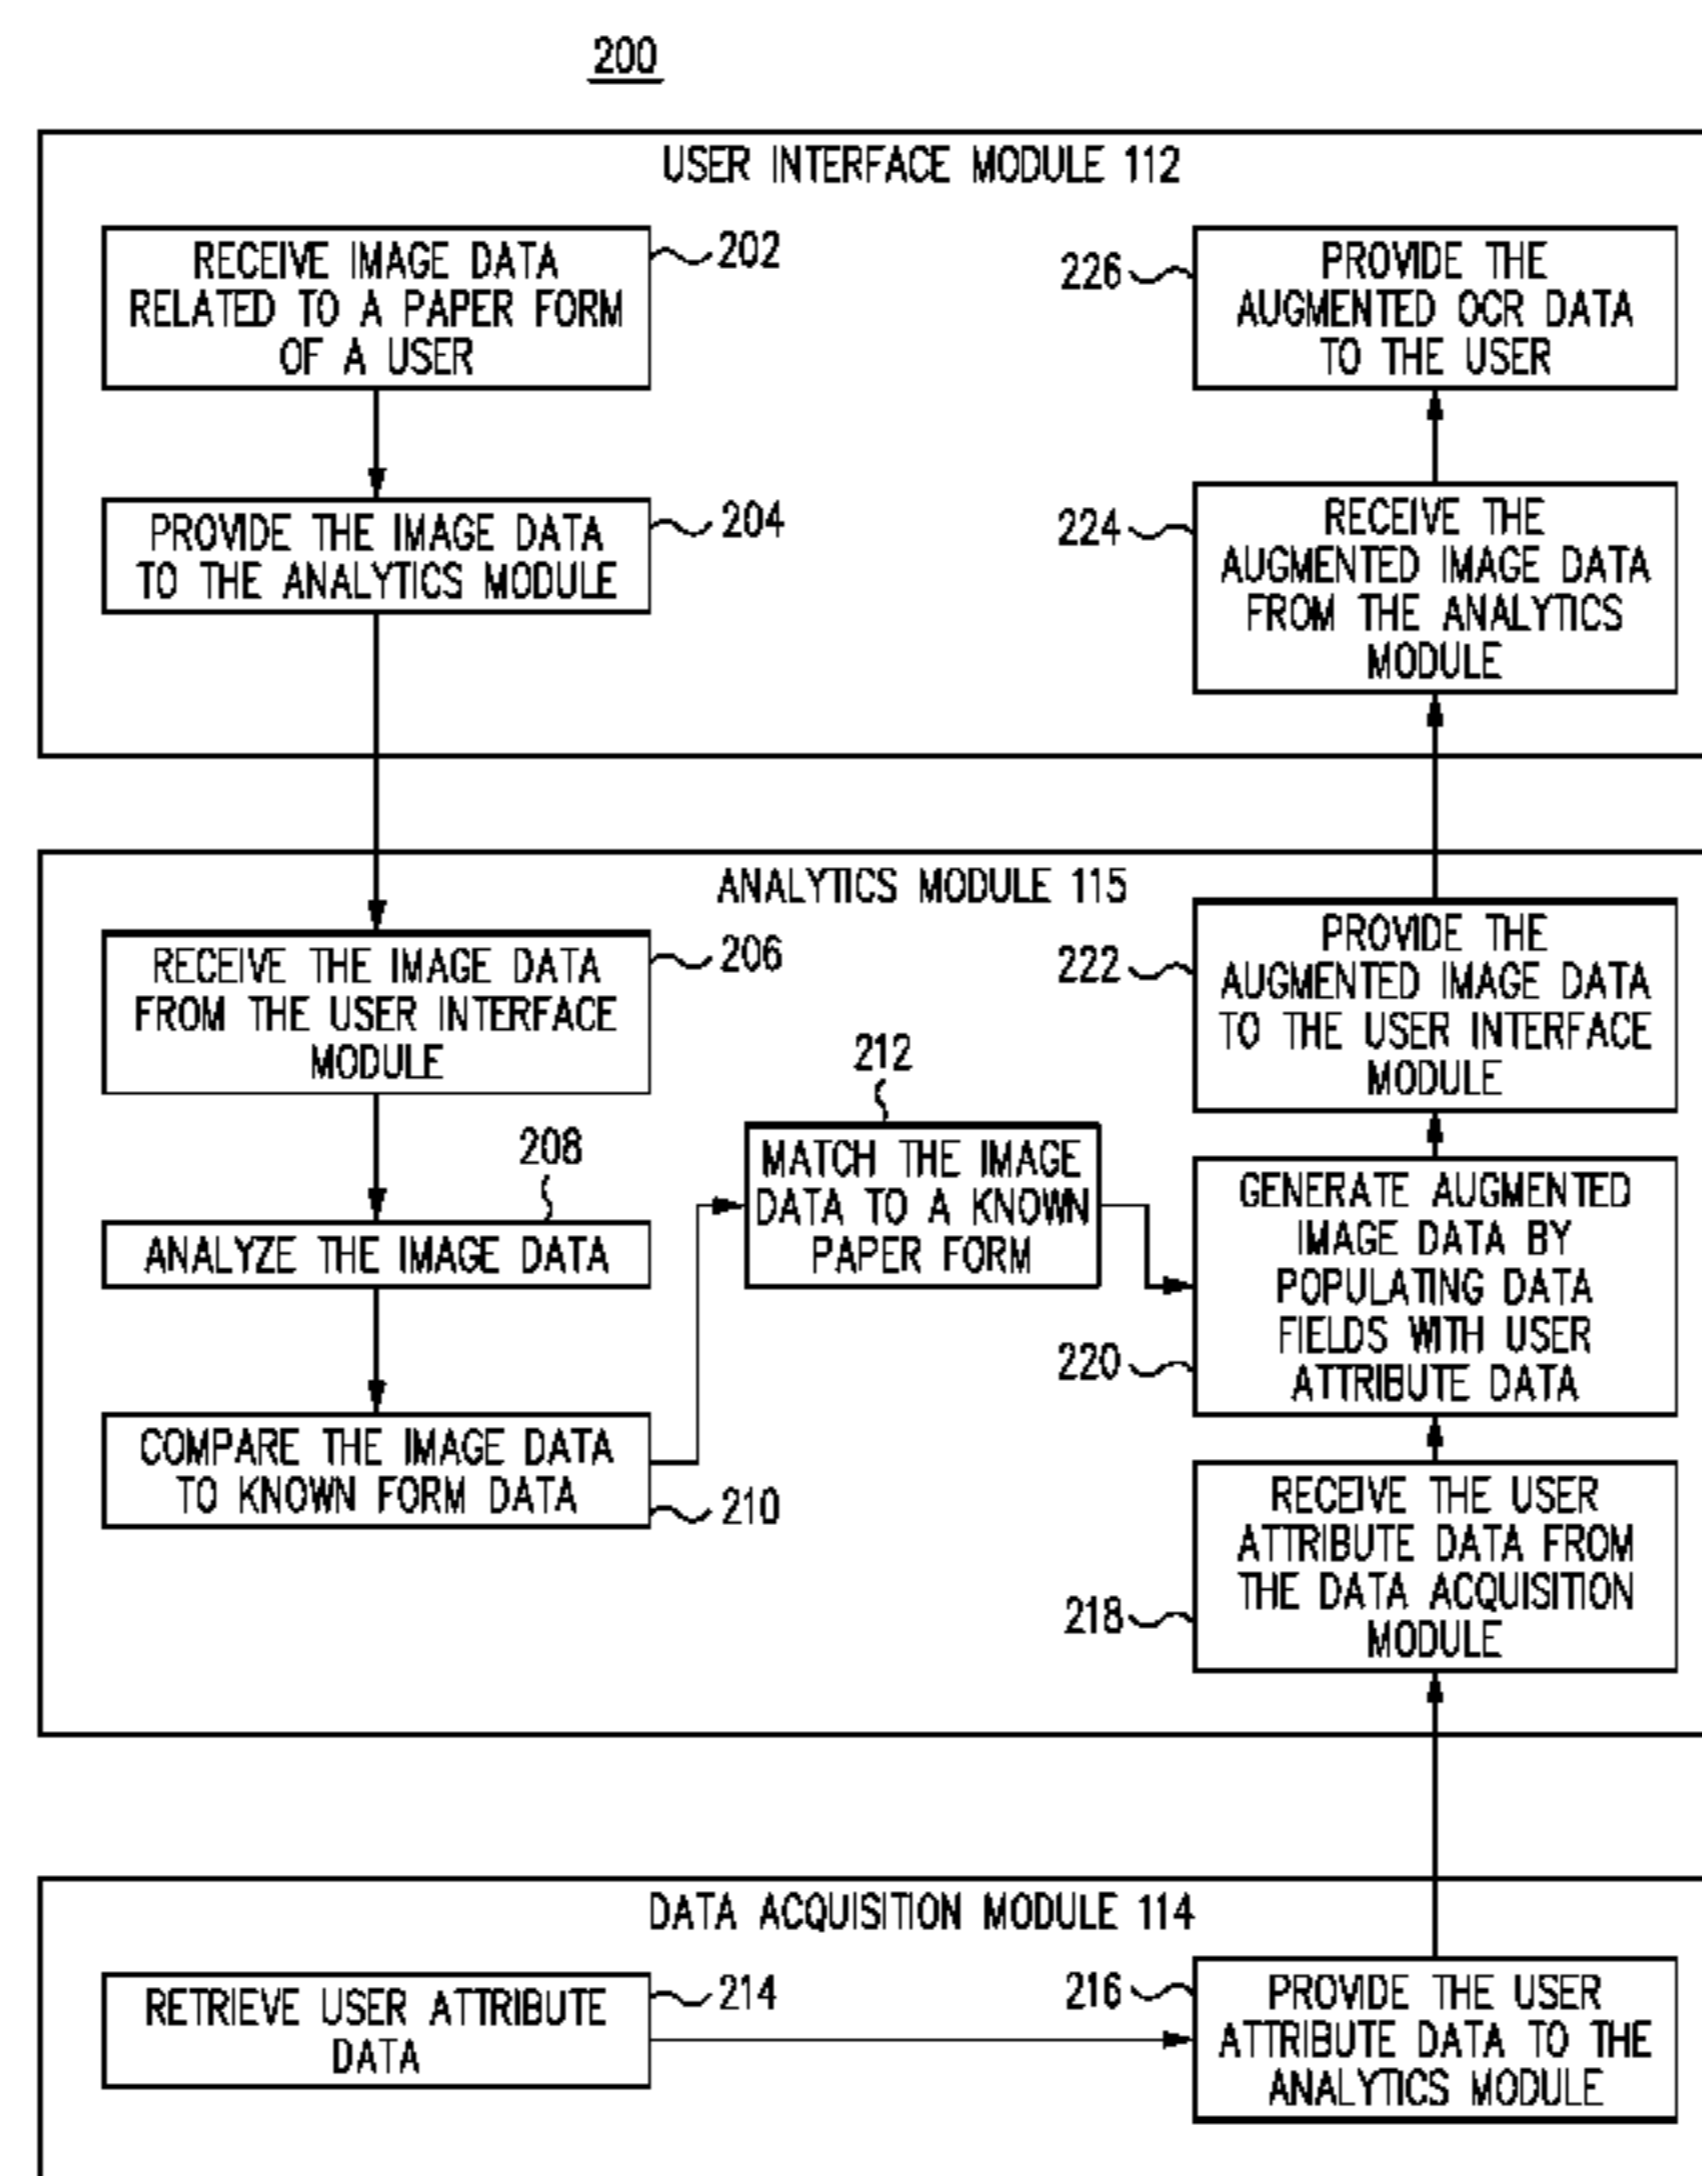 200
USER INTERFACE MODULE 112
RECEIVE IMAGE DATA
RELATED TO A PAPER FORM
OF A USER
202
PROVIDE THE IMAGE DATA
TO THE ANALYTICS MODULE
204
226
PROVIDE THE
AUGMENTED OCR DATA
TO THE USER
224
RECEIVE THE
AUGMENTED IMAGE DATA
FROM THE ANALYTICS
MODULE
ANALYTICS MODULE 115
RECEIVE THE IMAGE DATA
FROM THE USER INTERFACE
MODULE
206
208
ANALYZE THE IMAGE DATA
COMPARE THE IMAGE DATA
TO KNOWN FORM DATA
210
212
MATCH THE IMAGE
DATA TO A KNOWN
PAPER FORM
222
PROVIDE THE
AUGMENTED IMAGE DATA
TO THE USER INTERFACE
MODULE
GENERATE AUGMENTED
IMAGE DATA BY
POPULATING DATA
FIELDS WITH USER
ATTRIBUTE DATA
220
RECEIVE THE USER
ATTRIBUTE DATA FROM
THE DATA ACQUISITION
MODULE
218
DATA ACQUISITION MODULE 114
RETRIEVE USER ATTRIBUTE
DATA
214
216
PROVIDE THE USER
ATTRIBUTE DATA TO THE
ANALYTICS MODULE